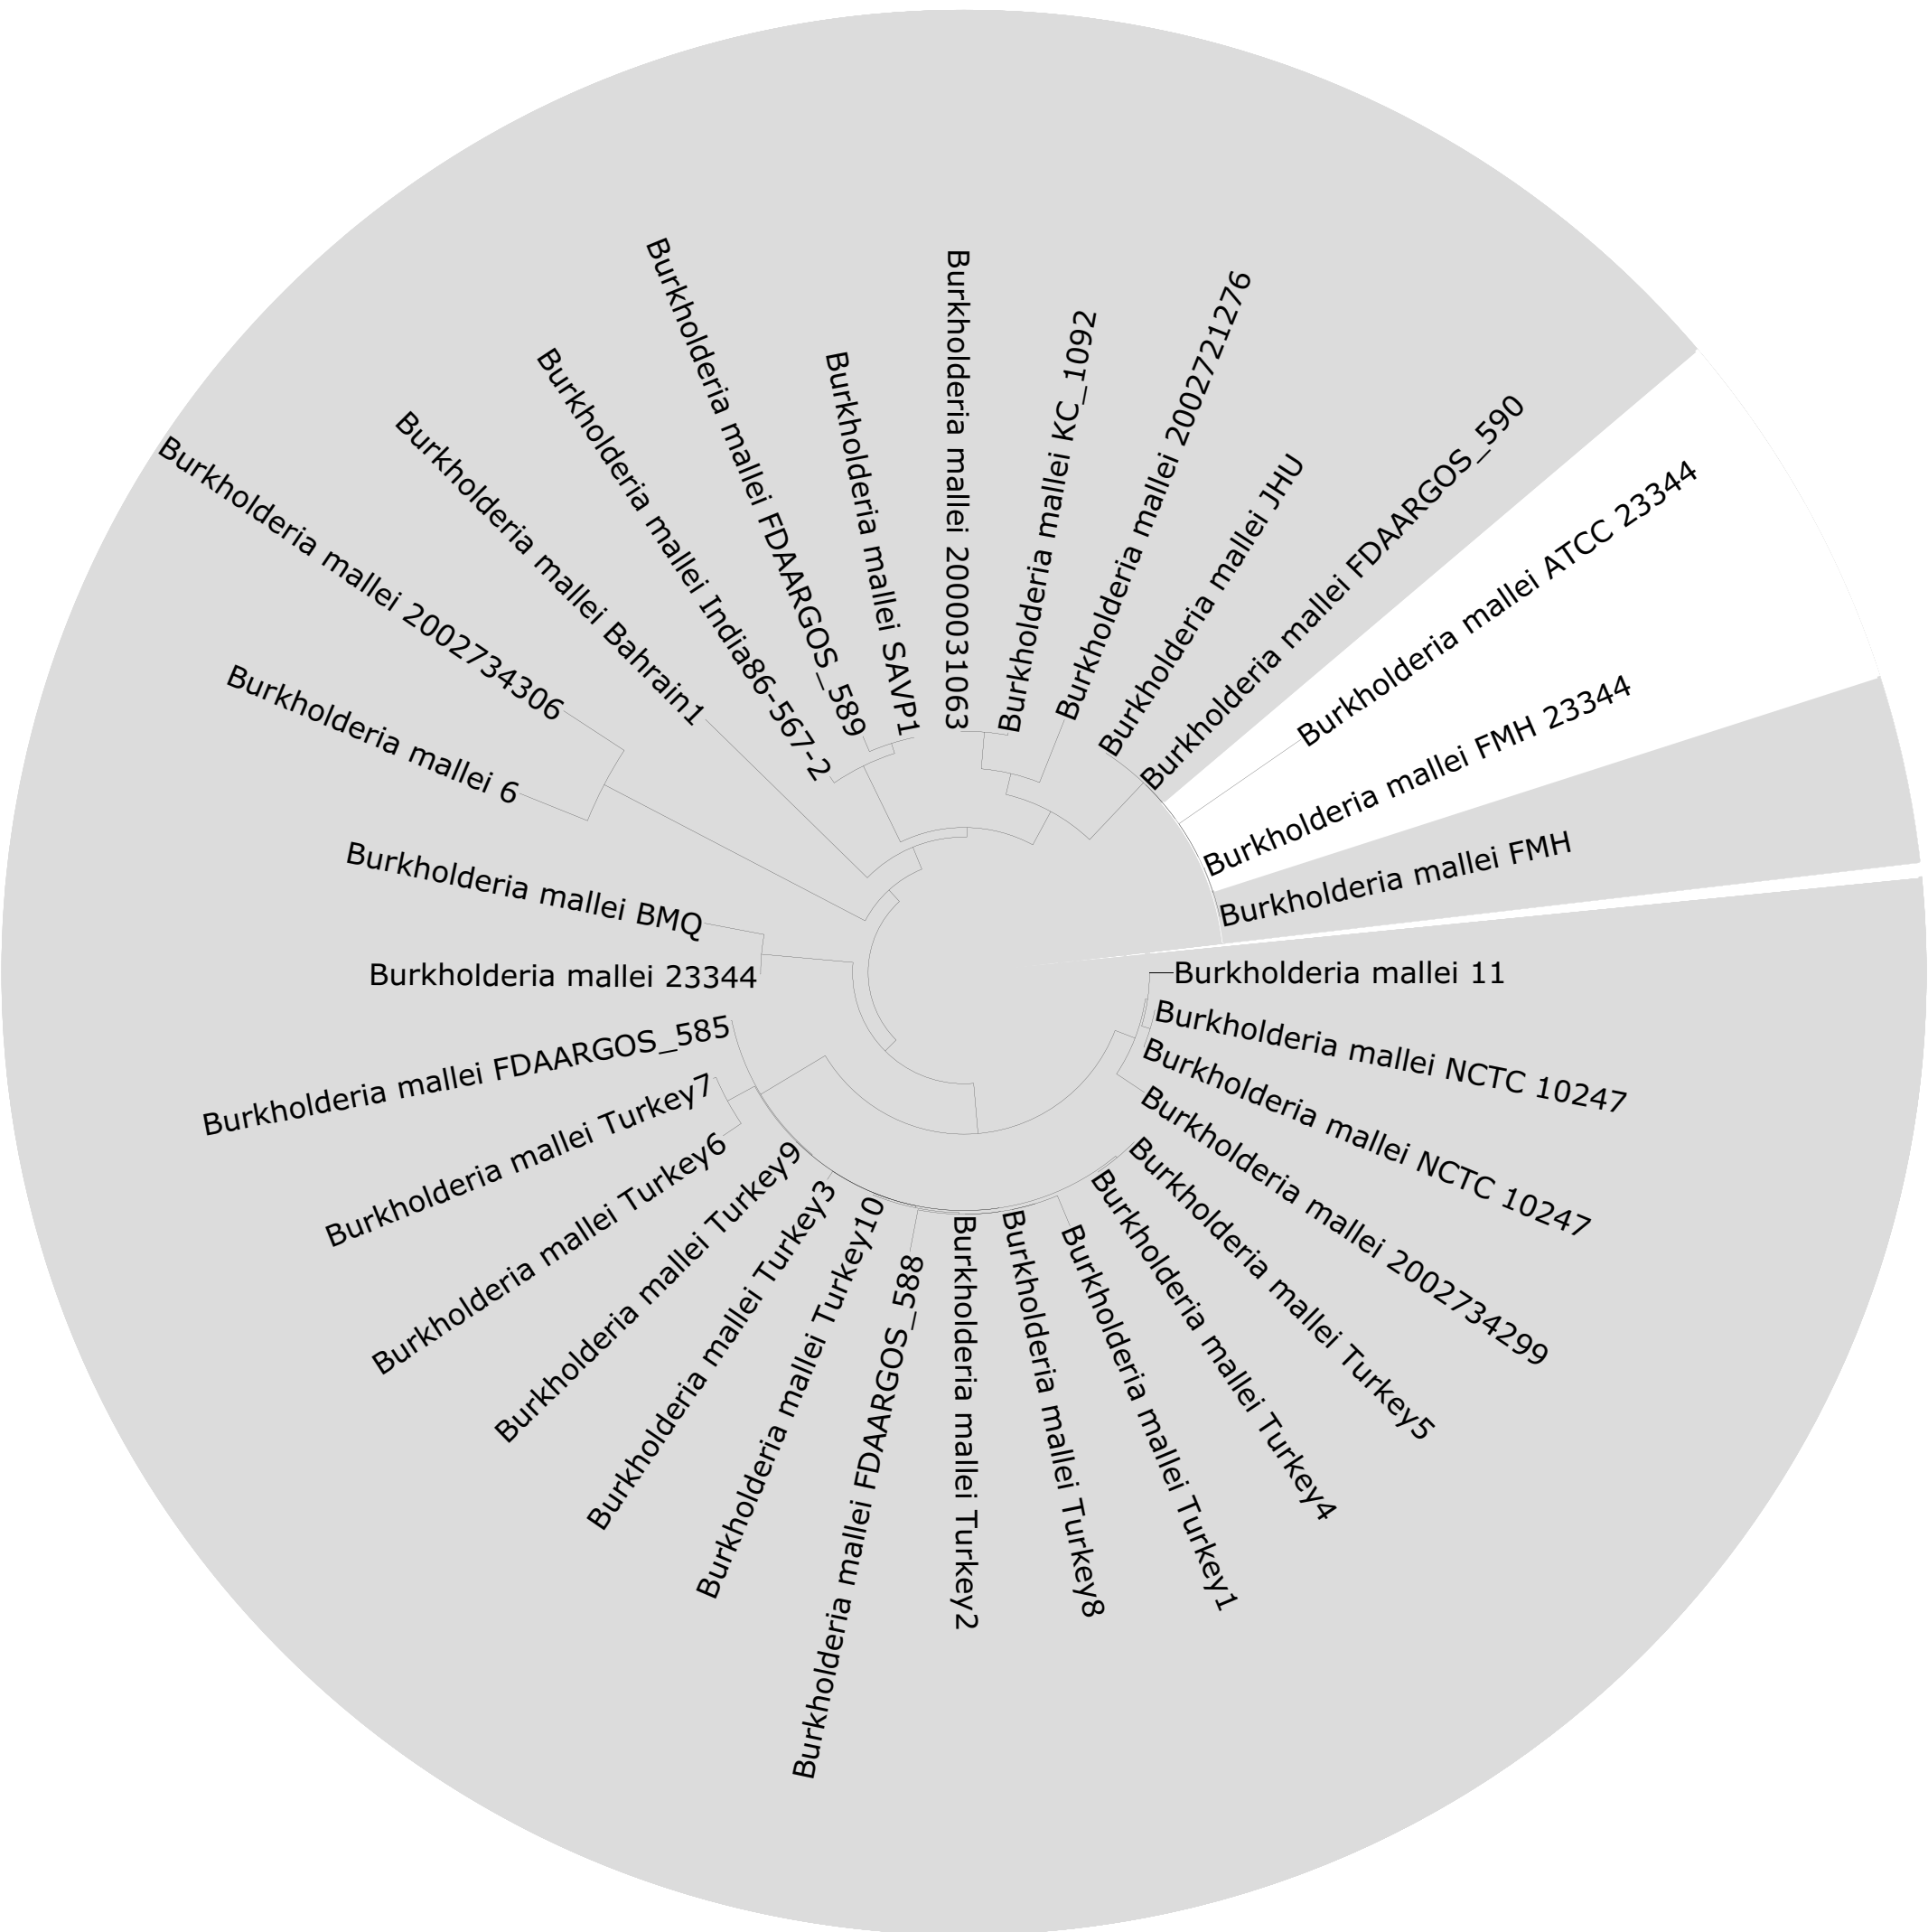 Burkholderia mallei 11
Burkholderia mallei NCTC 10247
Burkholderia mallei NCTC 10247
Burkholderia mallei 2002734299
Burkholderia mallei Turkey5
Burkholderia mallei Turkey4
Burkholderia mallei Turkey1
Burkholderia mallei Turkey8
Burkholderia mallei Turkey2
Burkholderia mallei FDAARGOS_588
Burkholderia mallei Turkey10
Burkholderia mallei Turkey3
Burkholderia mallei Turkey9
Burkholderia mallei Turkey6
Burkholderia mallei Turkey7
Burkholderia mallei FDAARGOS_585
Burkholderia mallei 23344
Burkholderia mallei BMQ
Burkholderia mallei 6
Burkholderia mallei 2002734306
Burkholderia mallei Bahrain1
Burkholderia mallei India86-567-2
Burkholderia mallei FDAARGOS_589
Burkholderia mallei SAVP1
Burkholderia mallei 2000031063
Burkholderia mallei KC_1092
Burkholderia mallei 2002721276
Burkholderia mallei JHU
Burkholderia mallei FDAARGOS_590
Burkholderia mallei ATCC 23344
Burkholderia mallei FMH 23344
Burkholderia mallei FMH